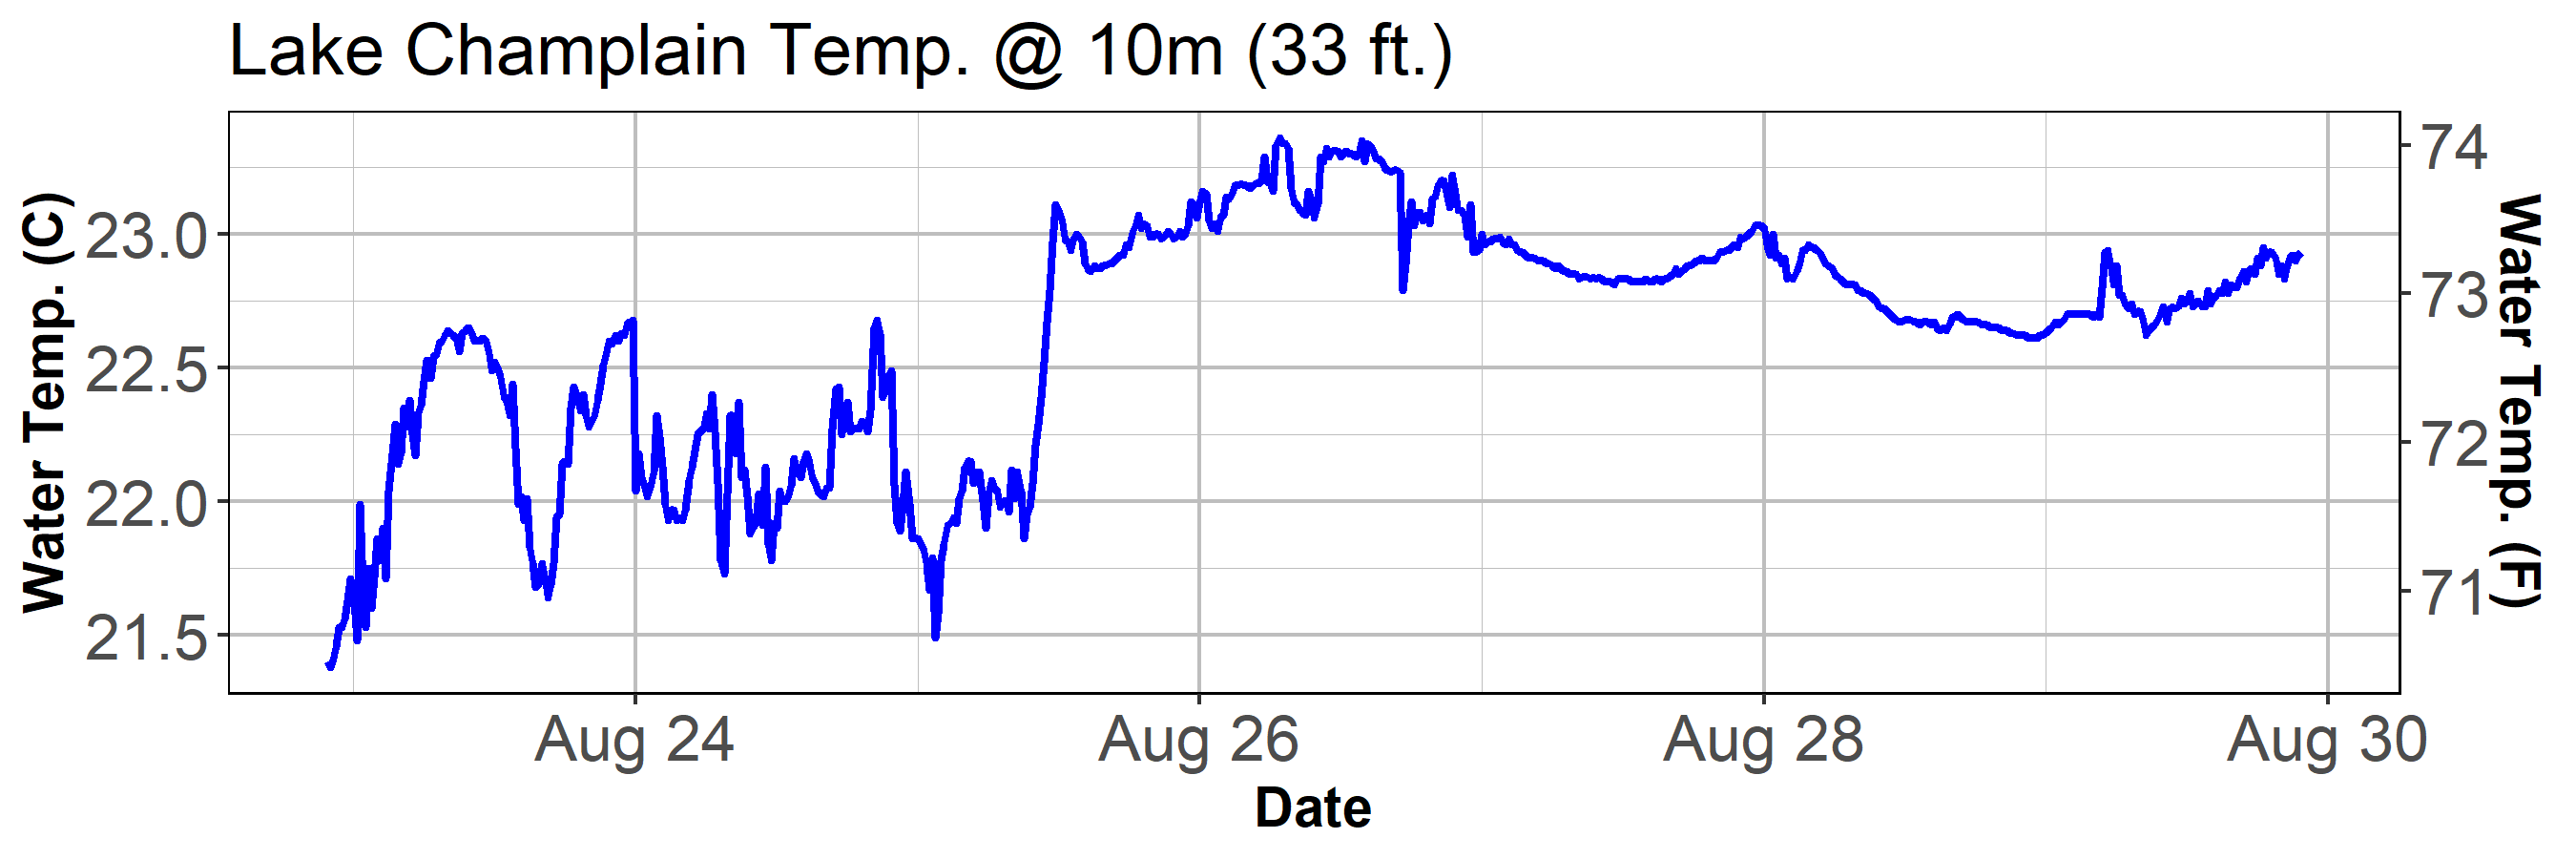 Lake Champlain Temp. @ 10m (33 ft.)
Water Temp. (C)
23.0
22.5
22.0
21.5
74
73
72
71
Water Temp. (F)
Aug 24
Aug 26
Aug 28
Aug 30
Date